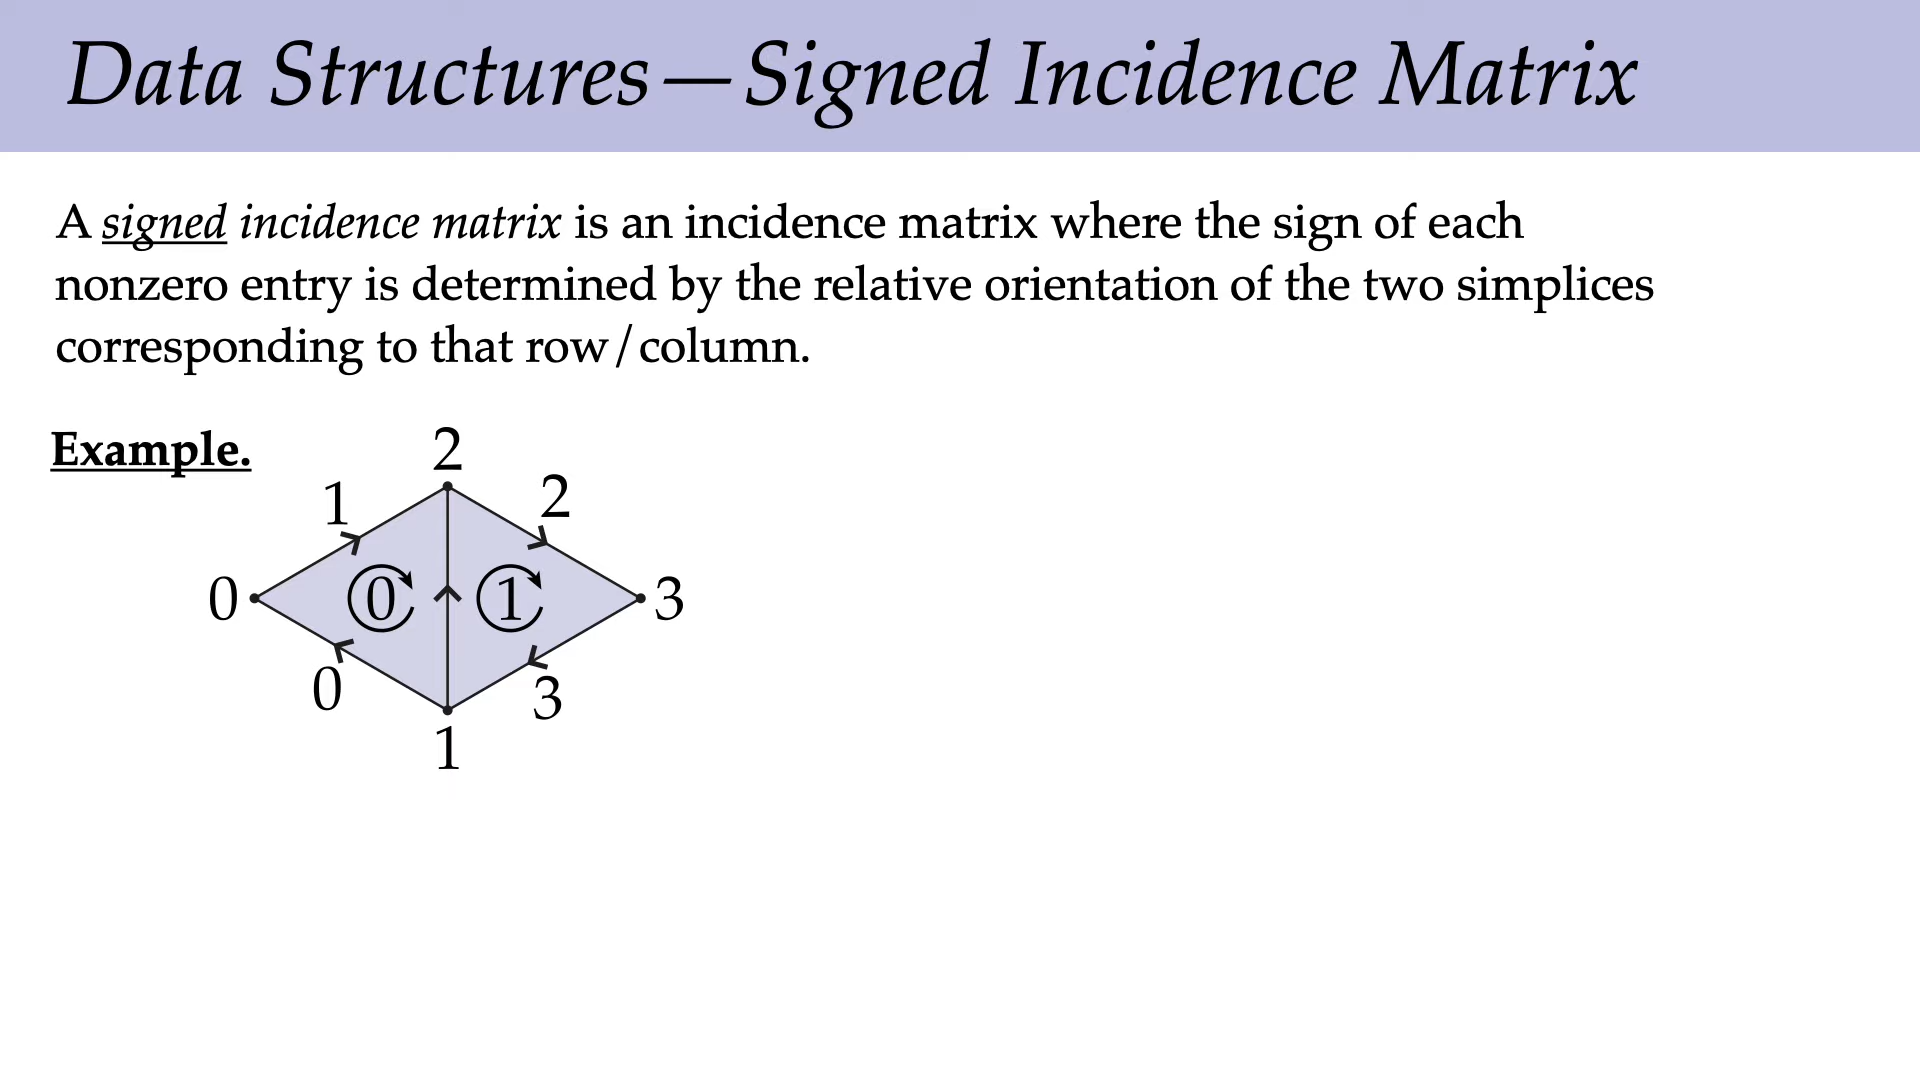 Data Structures—Signed Incidence Matrix
A signed incidence matrix is an incidence matrix where the sign of each
nonzero entry is determined by the relative orientation of the two simplices
corresponding to that row/column.
Example.
2
1
2
0
0
1
3
0
3
1